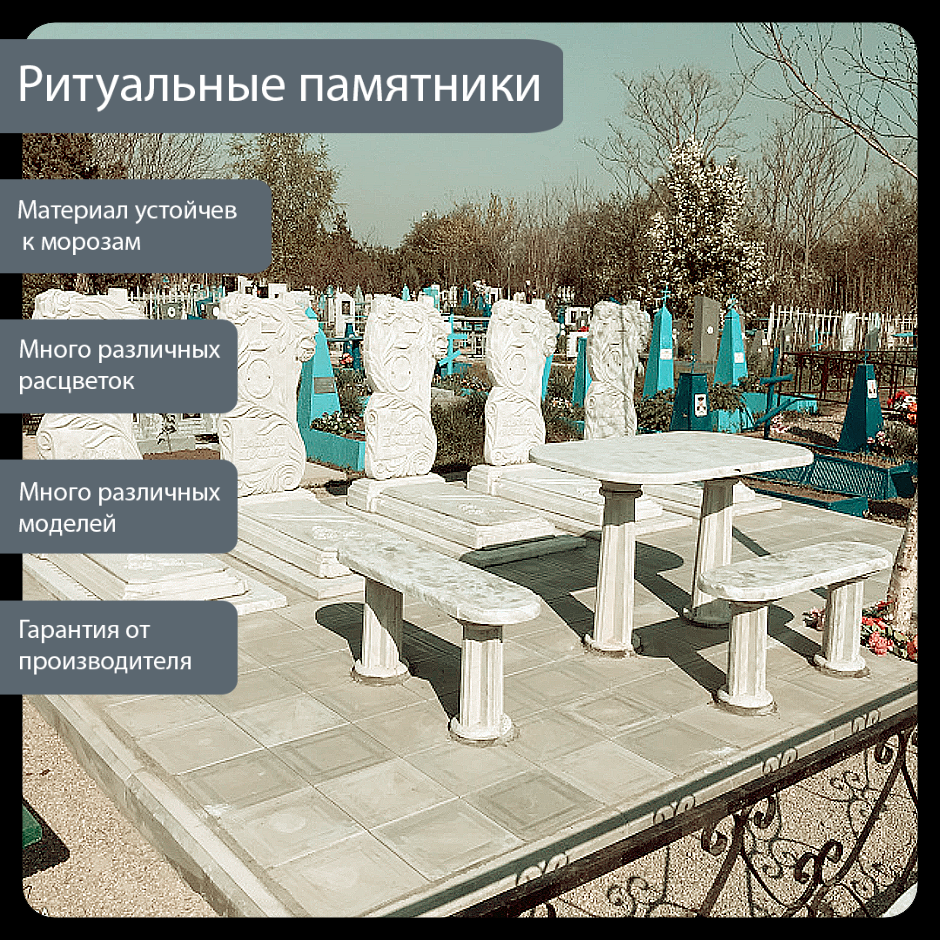 Ритуальные памятники
Материал устойчев
к морозам
Много различных
расцветок
Много различных
моделей
Гарантия от
производителя